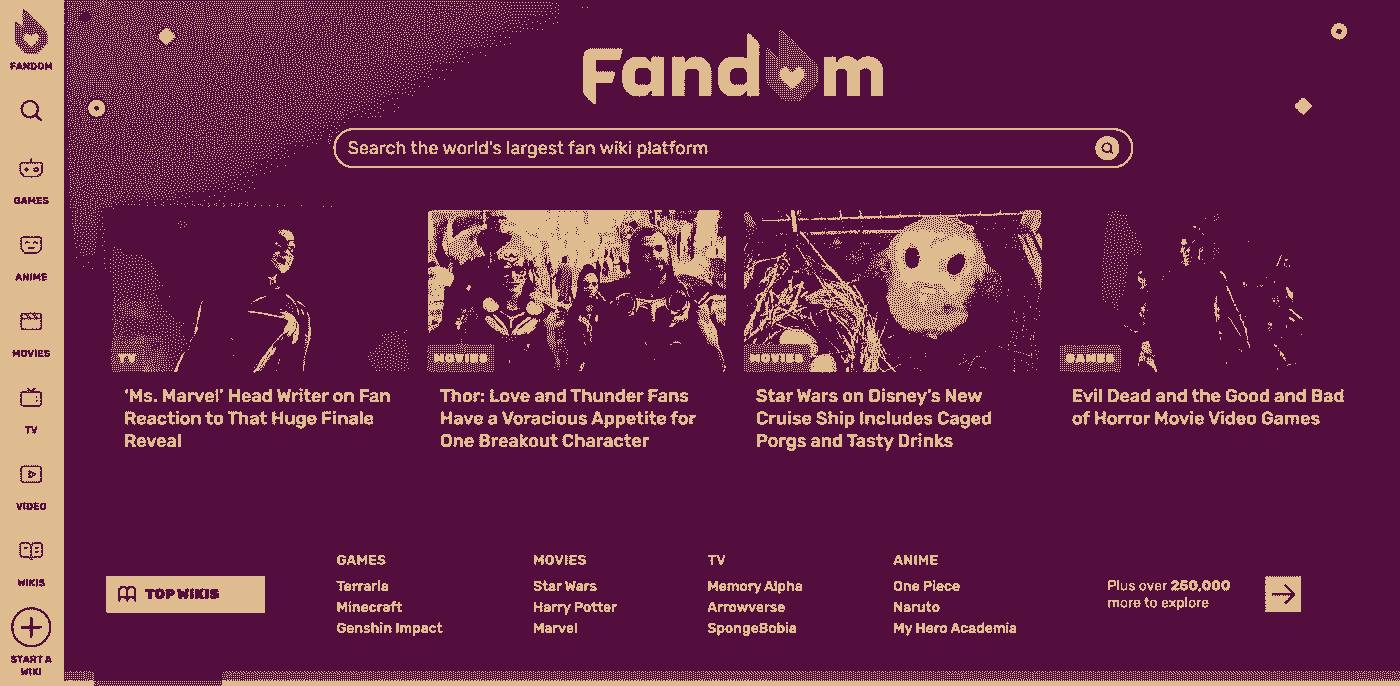 FANDOM
GAMES
ANIME
MOVIES
TV
VIDEO
WIKIS
START A
WIKI
Fandom
Search the world's largest fan wiki platform
TV
'Ms. Marvel' Head Writer on Fan
Reaction to That Huge Finale
Reveal
MOVIES
Thor: Love and Thunder Fans
Have a Voracious Appetite for
One Breakout Character
MOVIES
Star Wars on Disney's New
Cruise Ship Includes Caged
Porgs and Tasty Drinks
GAMES
Evil Dead and the Good and Bad
of Horror Movie Video Games
TOP WIKIS
GAMES
Terraria
Minecraft
Genshin Impact
MOVIES
Star Wars
Harry Potter
Marvel
TV
Memory Alpha
Arrowverse
SpongeBobia
ANIME
One Piece
Naruto
My Hero Academia
Plus over 250,000
more to explore